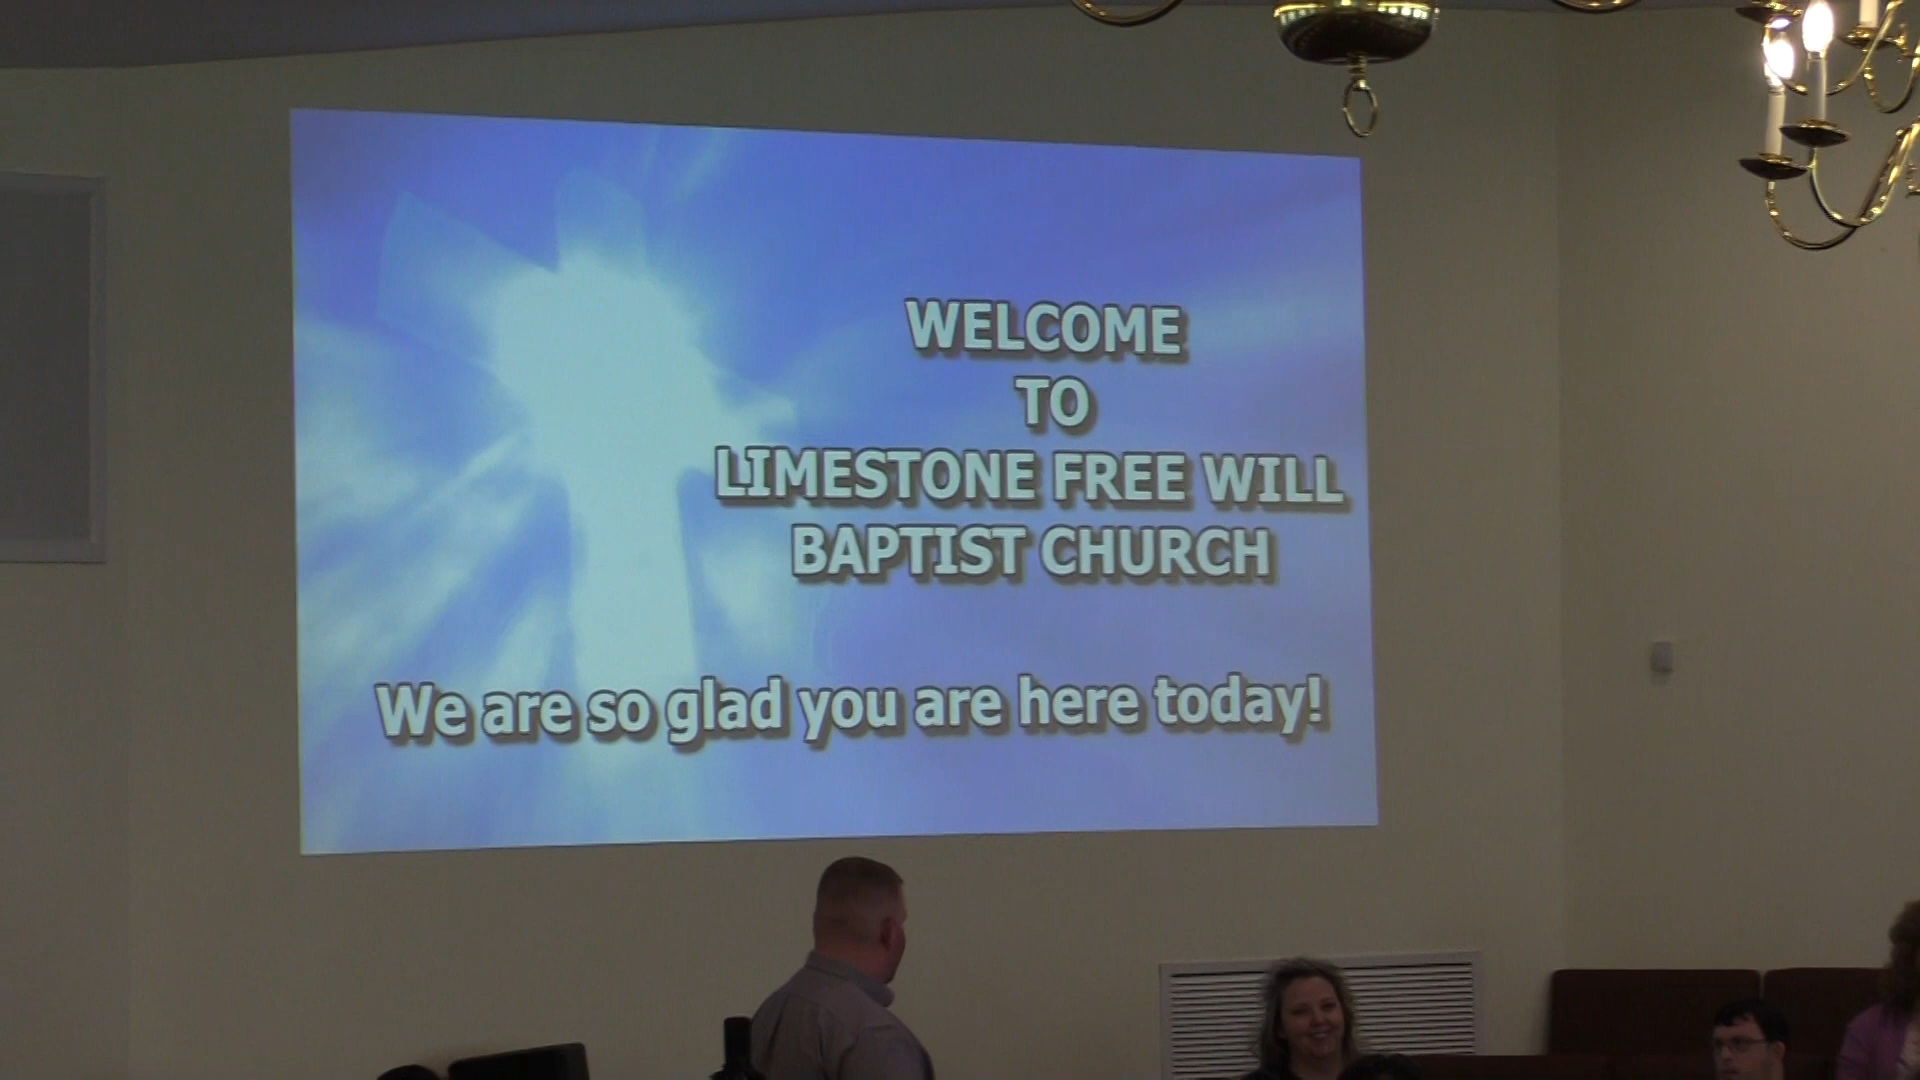 WELCOME
TO
LIMESTONE FREE WILL
BAPTIST CHURCH
We are so glad you are here today!